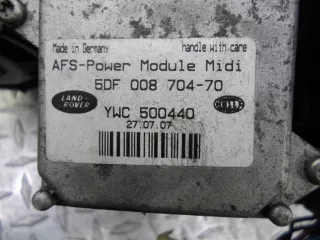 Made in Germany handle with care
AFS-Power Module Midi
5DF 008 704-70
LAND-ROVER
YWC 500440
27.07.07